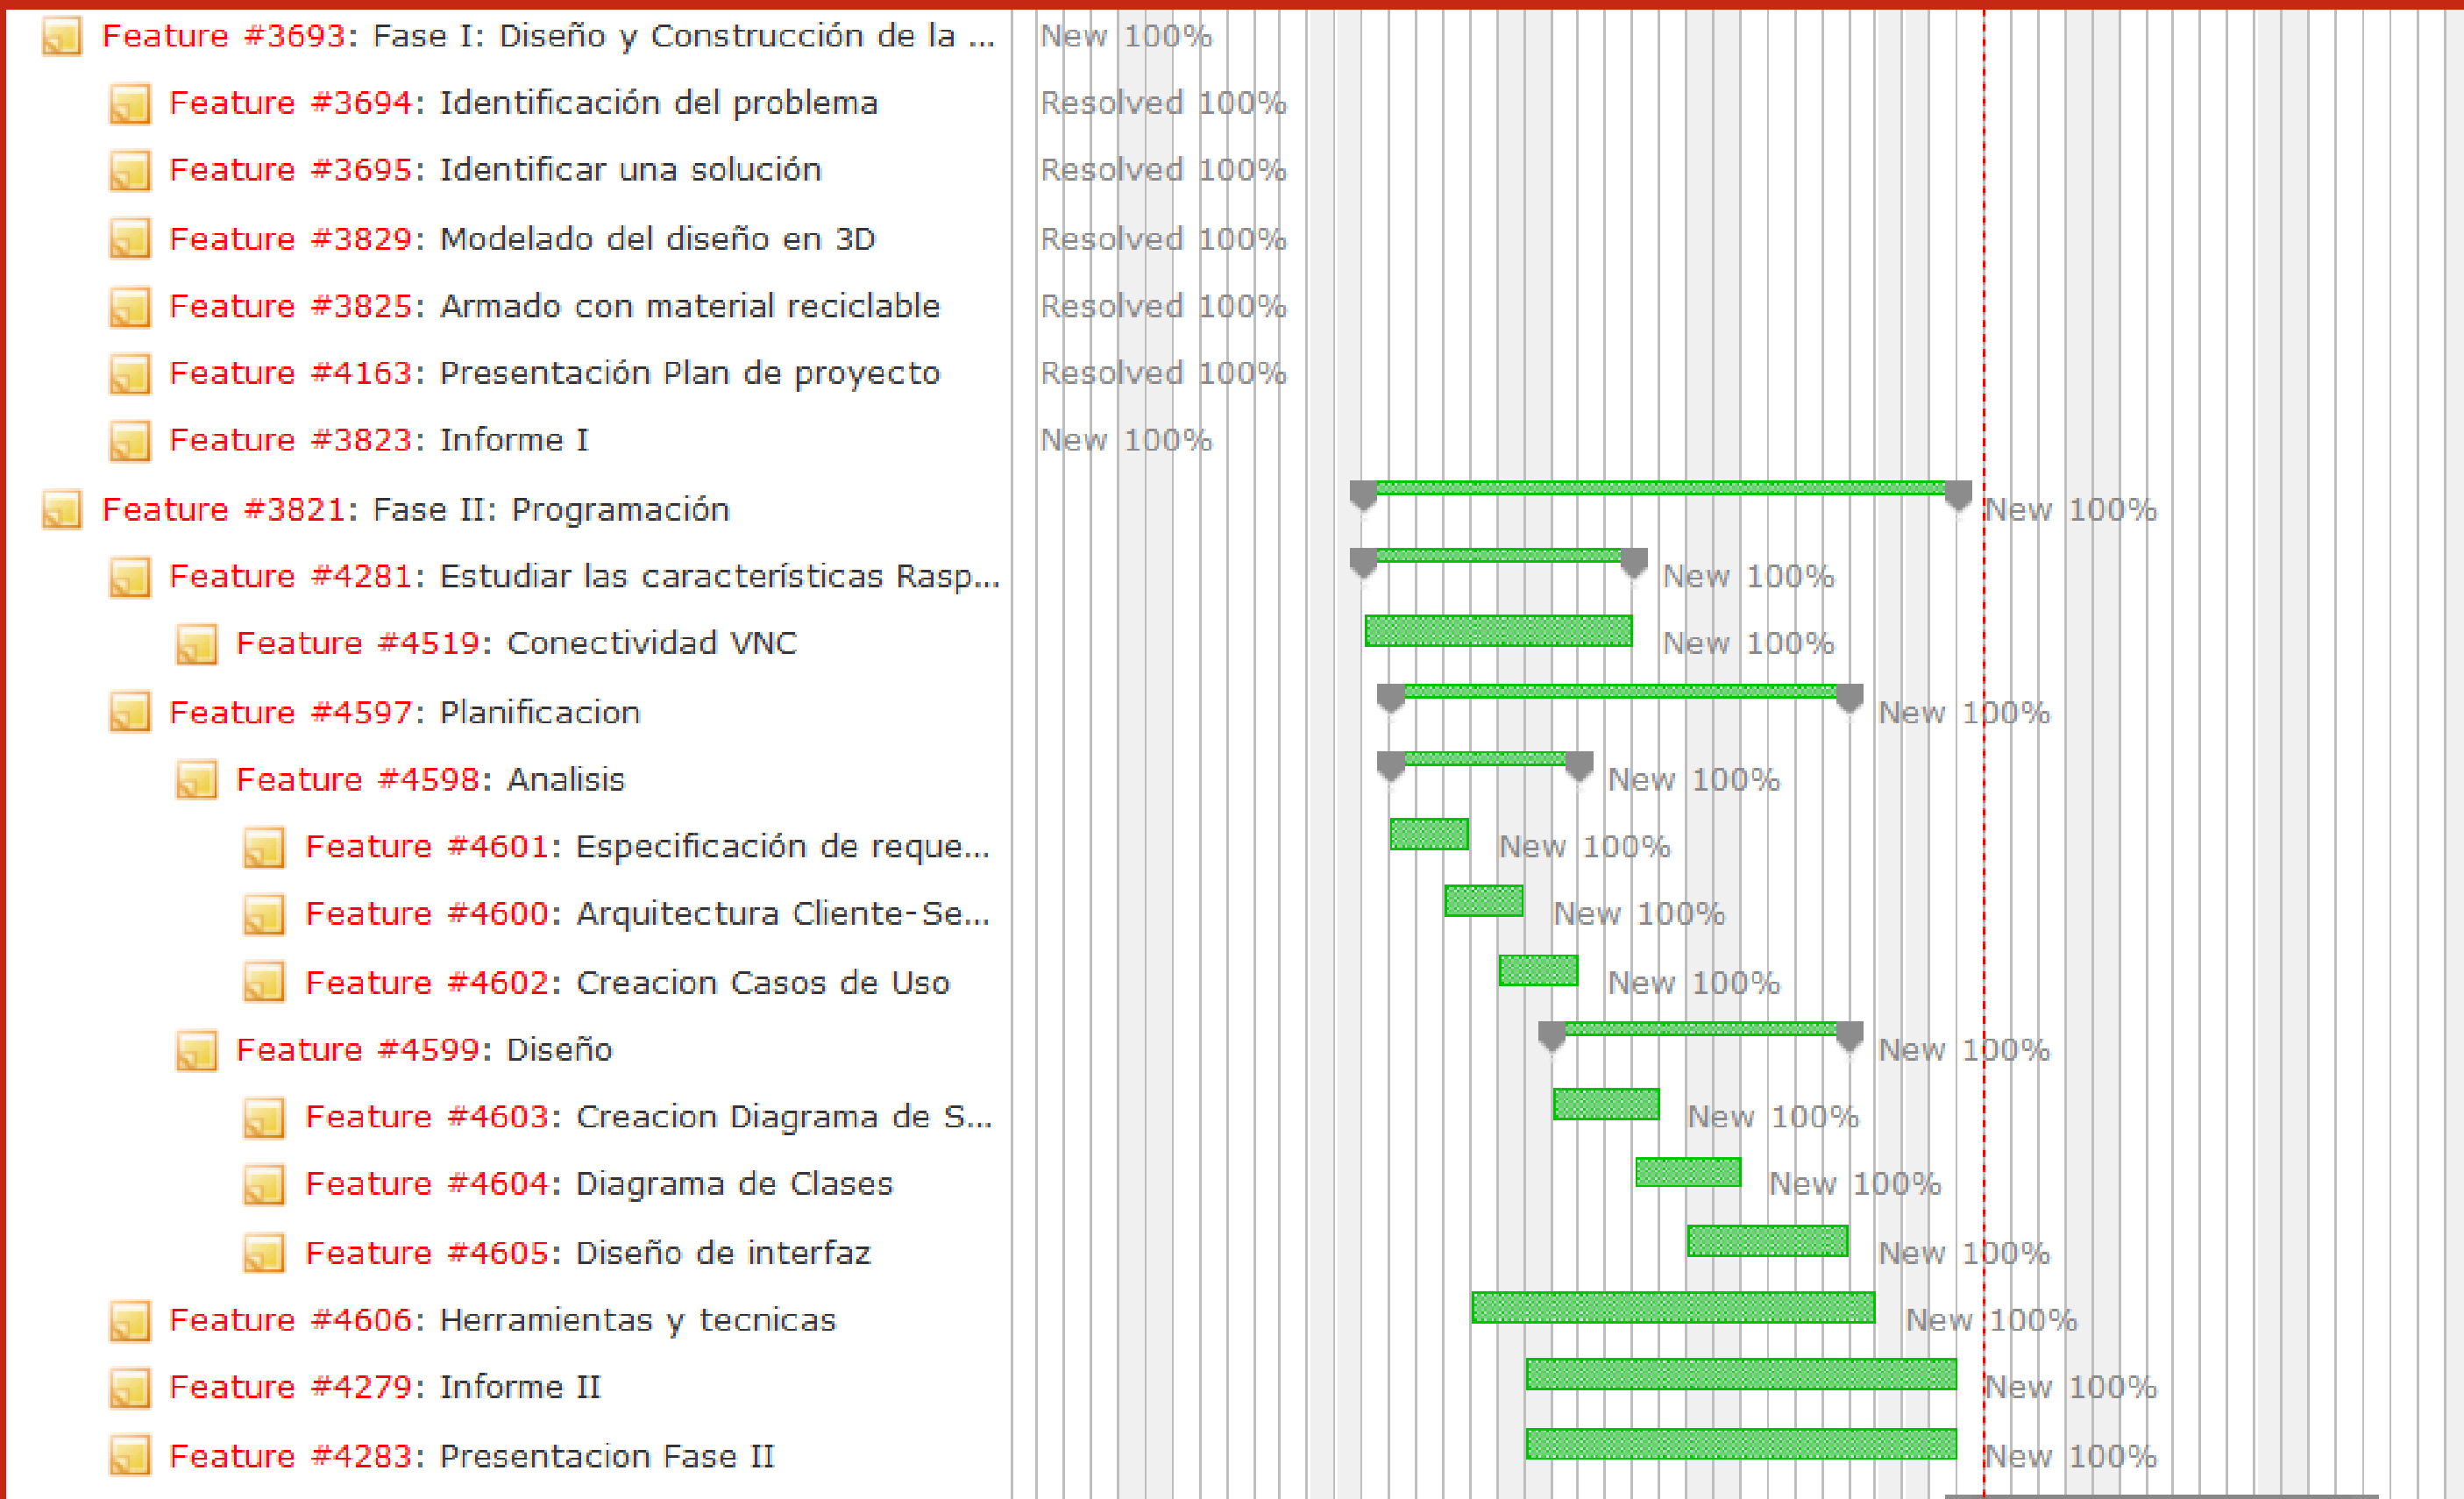 Feature #3693: Fase I: Diseño y Construcción de la ... New 100%
Feature #3694: Identificación del problema Resolved 100%
Feature #3695: Identificar una solución Resolved 100%
Feature #3829: Modelado del diseño en 3D Resolved 100%
Feature #3825: Armado con material reciclable Resolved 100%
Feature #4163: Presentación Plan de proyecto Resolved 100%
Feature #3823: Informe I New 100%
Feature #3821: Fase II: Programación New 100%
Feature #4281: Estudiar las características Rasp... New 100%
Feature #4519: Conectividad VNC New 100%
Feature #4597: Planificacion New 100%
Feature #4598: Analisis New 100%
Feature #4601: Especificación de reque... New 100%
Feature #4600: Arquitectura Cliente-Se... New 100%
Feature #4602: Creacion Casos de Uso New 100%
Feature #4599: Diseño New 100%
Feature #4603: Creacion Diagrama de S... New 100%
Feature #4604: Diagrama de Clases New 100%
Feature #4605: Diseño de interfaz New 100%
Feature #4606: Herramientas y tecnicas New 100%
Feature #4279: Informe II New 100%
Feature #4283: Presentacion Fase II New 100%